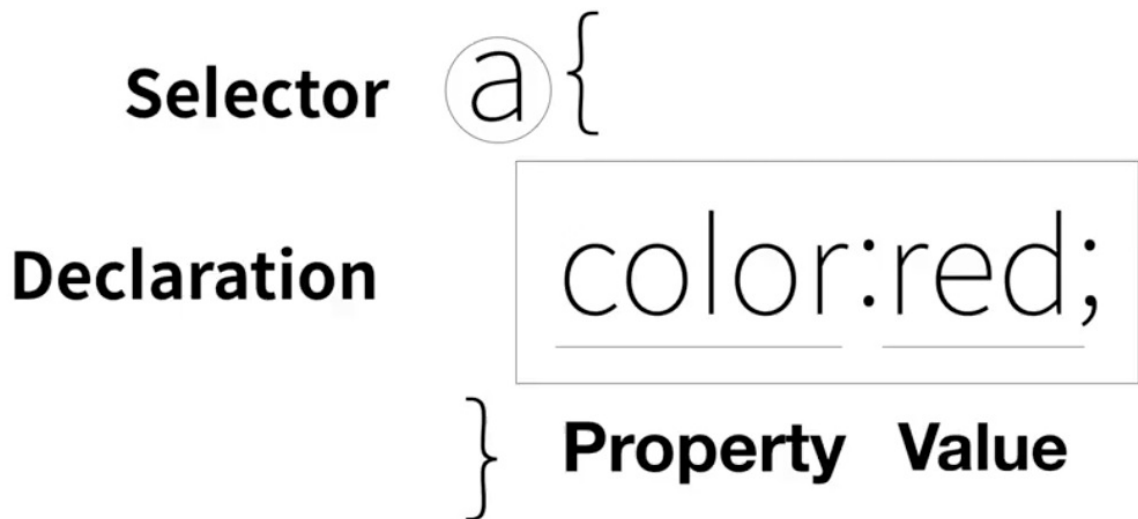 Selector a {
Declaration color:red;
} Property Value